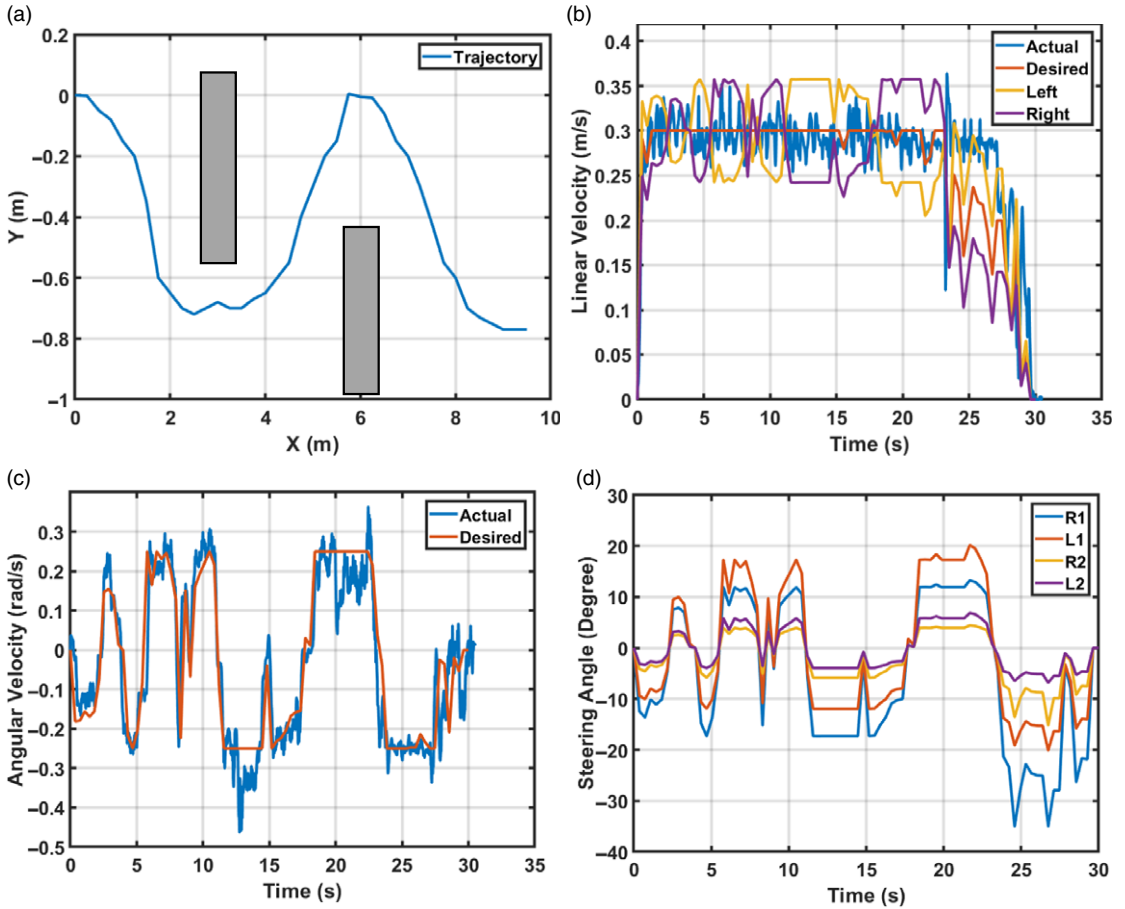 (a)
0.2
0
−0.2
−0.4
−0.6
−0.8
−1
Y (m)
Trajectory
0 2 4 6 8 10
X (m)
(b)
0.35
0.3
0.25
0.2
0.15
0.1
0.05
0
Linear Velocity (m/s)
Actual
Desired
Left
Right
0 5 10 15 20 25 30 35
Time (s)
(c)
0.3
0.2
0.1
0
−0.1
−0.2
−0.3
−0.4
−0.5
Angular Velocity (rad/s)
Actual
Desired
0 5 10 15 20 25 30 35
Time (s)
(d)
30
20
10
0
−10
−20
−30
−40
Steering Angle (Degree)
R1
L1
R2
L2
0 5 10 15 20 25 30
Time (s)